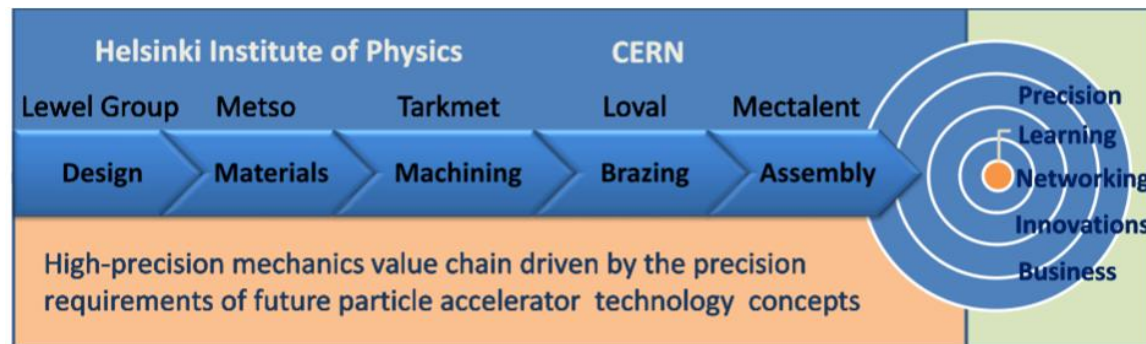 Helsinki Institute of Physics CERN
Lewel Group Metso Tarkmet Loval Mectalent
Design Materials Machining Brazing Assembly
Precision
Learning
Networking
Innovations
Business
High-precision mechanics value chain driven by the precision
requirements of future particle accelerator technology concepts